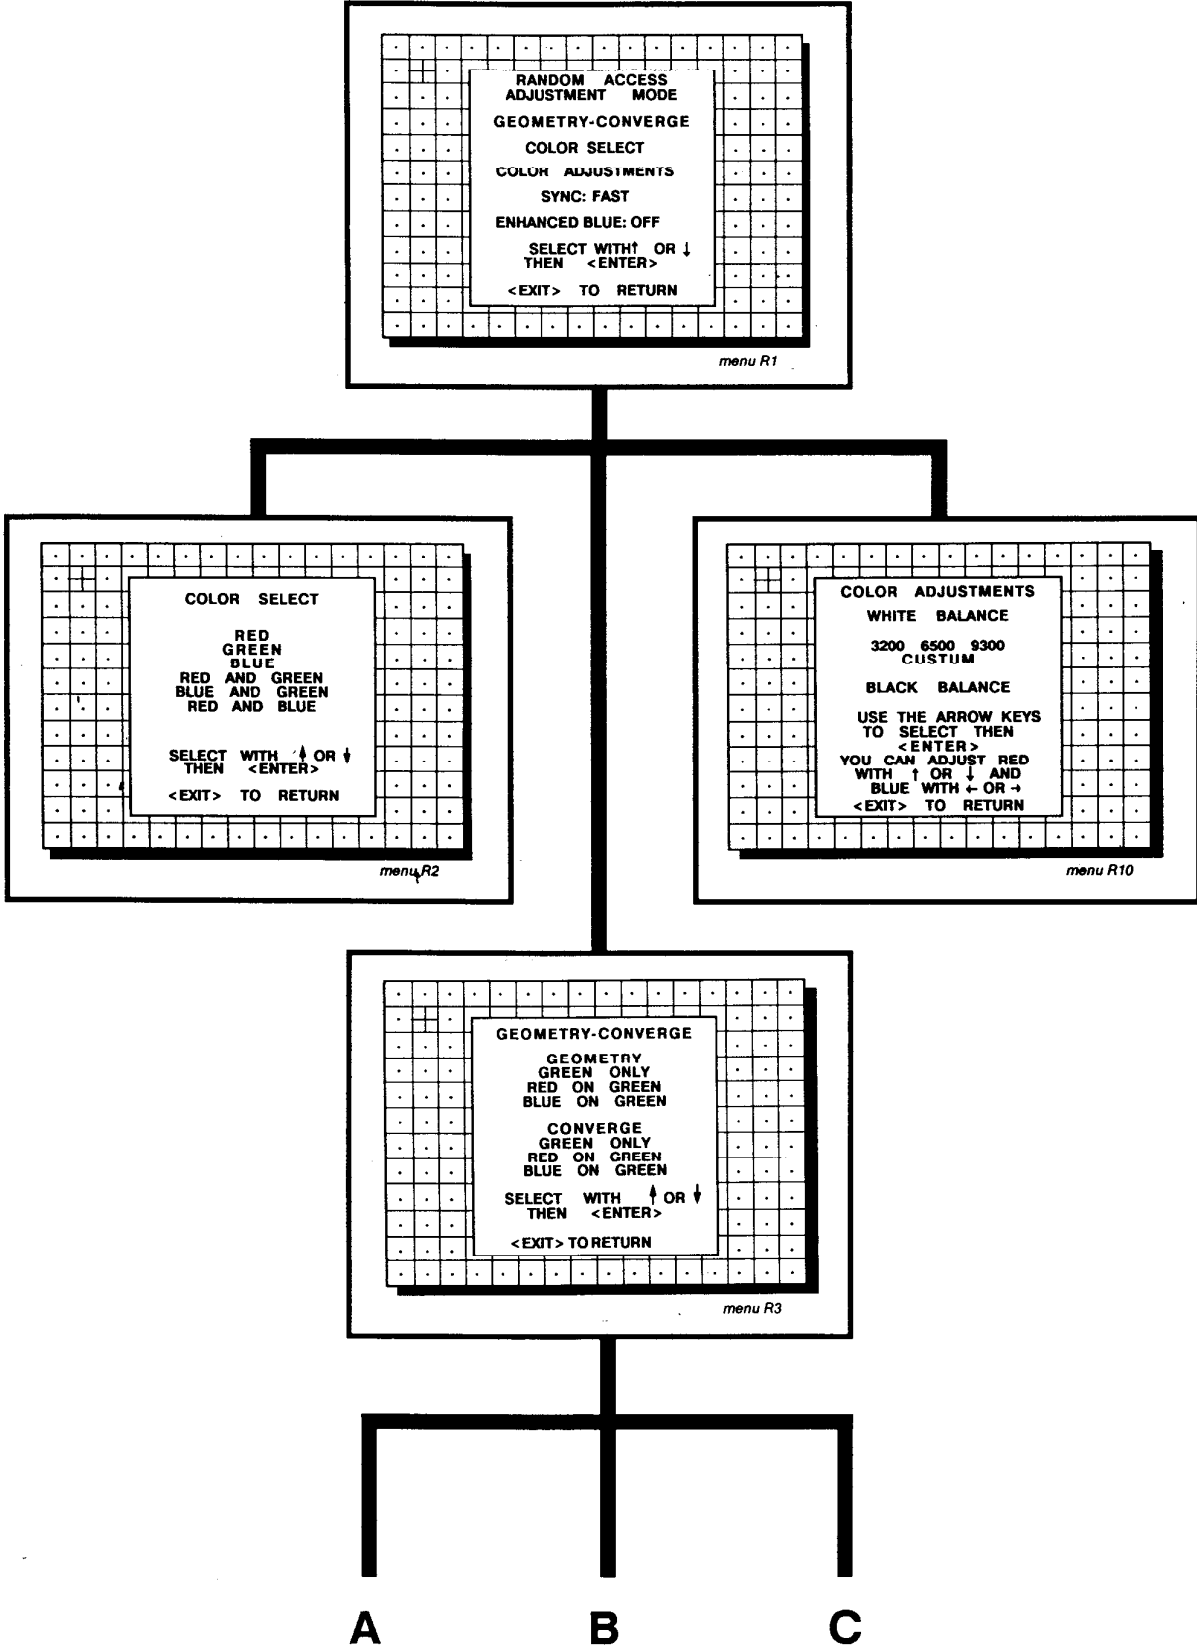 RANDOM ACCESS
ADJUSTMENT MODE
GEOMETRY-CONVERGE
COLOR SELECT
COLOR ADJUSTMENTS
SYNC: FAST
ENHANCED BLUE: OFF
SELECT WITH↑ OR ↓
THEN <ENTER>
<EXIT> TO RETURN
menu R1
COLOR SELECT
RED
GREEN
BLUE
RED AND GREEN
BLUE AND GREEN
RED AND BLUE
SELECT WITH ↑ OR ↓
THEN <ENTER>
<EXIT> TO RETURN
menu R2
COLOR ADJUSTMENTS
WHITE BALANCE
3200 6500 9300
CUSTUM
BLACK BALANCE
USE THE ARROW KEYS
TO SELECT THEN
<ENTER>
YOU CAN ADJUST RED
WITH ↑ OR ↓ AND
BLUE WITH ← OR →
<EXIT> TO RETURN
menu R10
GEOMETRY-CONVERGE
GEOMETRY
GREEN ONLY
RED ON GREEN
BLUE ON GREEN
CONVERGE
GREEN ONLY
RED ON GREEN
BLUE ON GREEN
SELECT WITH ↑ OR ↓
THEN <ENTER>
<EXIT> TO RETURN
menu R3
A B C